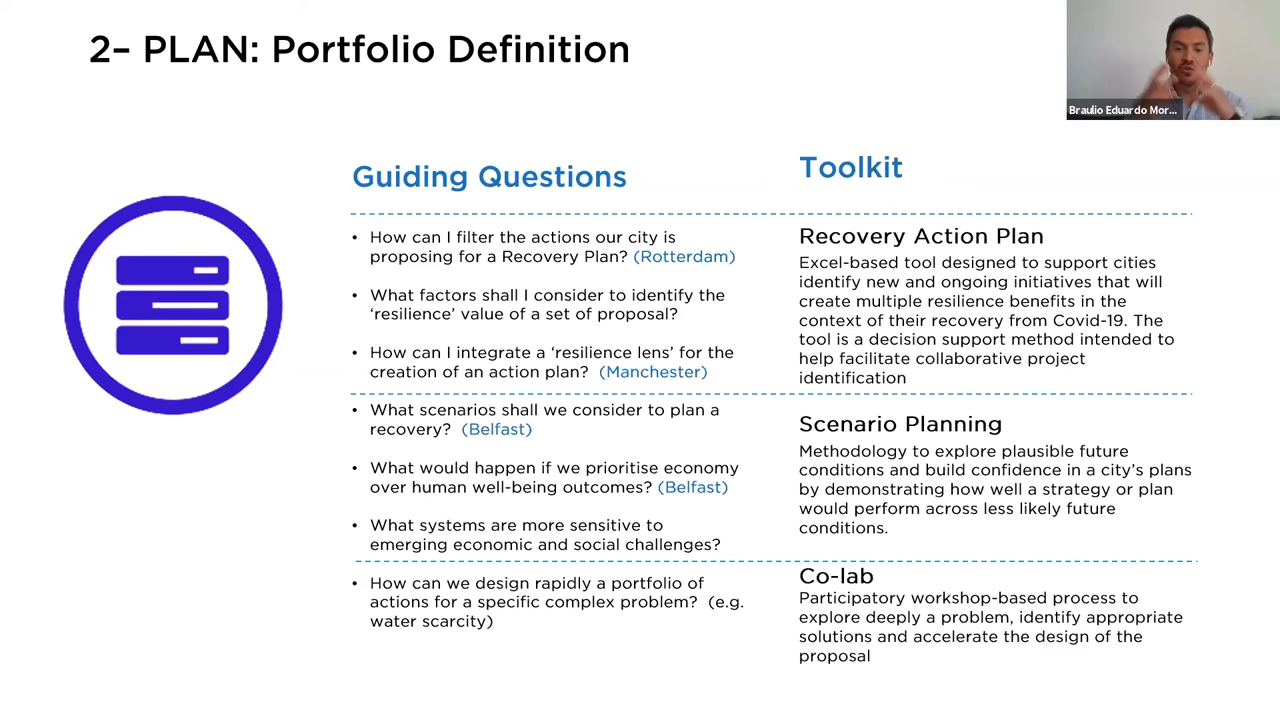 2– PLAN: Portfolio Definition
Braulio Eduardo Mor...
Guiding Questions
• How can I filter the actions our city is
proposing for a Recovery Plan? (Rotterdam)
• What factors shall I consider to identify the
‘resilience’ value of a set of proposal?
• How can I integrate a ‘resilience lens’ for the
creation of an action plan? (Manchester)
• What scenarios shall we consider to plan a
recovery? (Belfast)
• What would happen if we prioritise economy
over human well-being outcomes? (Belfast)
• What systems are more sensitive to
emerging economic and social challenges?
• How can we design rapidly a portfolio of
actions for a specific complex problem? (e.g.
water scarcity)
Toolkit
Recovery Action Plan
Excel-based tool designed to support cities
identify new and ongoing initiatives that will
create multiple resilience benefits in the
context of their recovery from Covid-19. The
tool is a decision support method intended to
help facilitate collaborative project
identification
Scenario Planning
Methodology to explore plausible future
conditions and build confidence in a city’s plans
by demonstrating how well a strategy or plan
would perform across less likely future
conditions.
Co-lab
Participatory workshop-based process to
explore deeply a problem, identify appropriate
solutions and accelerate the design of the
proposal